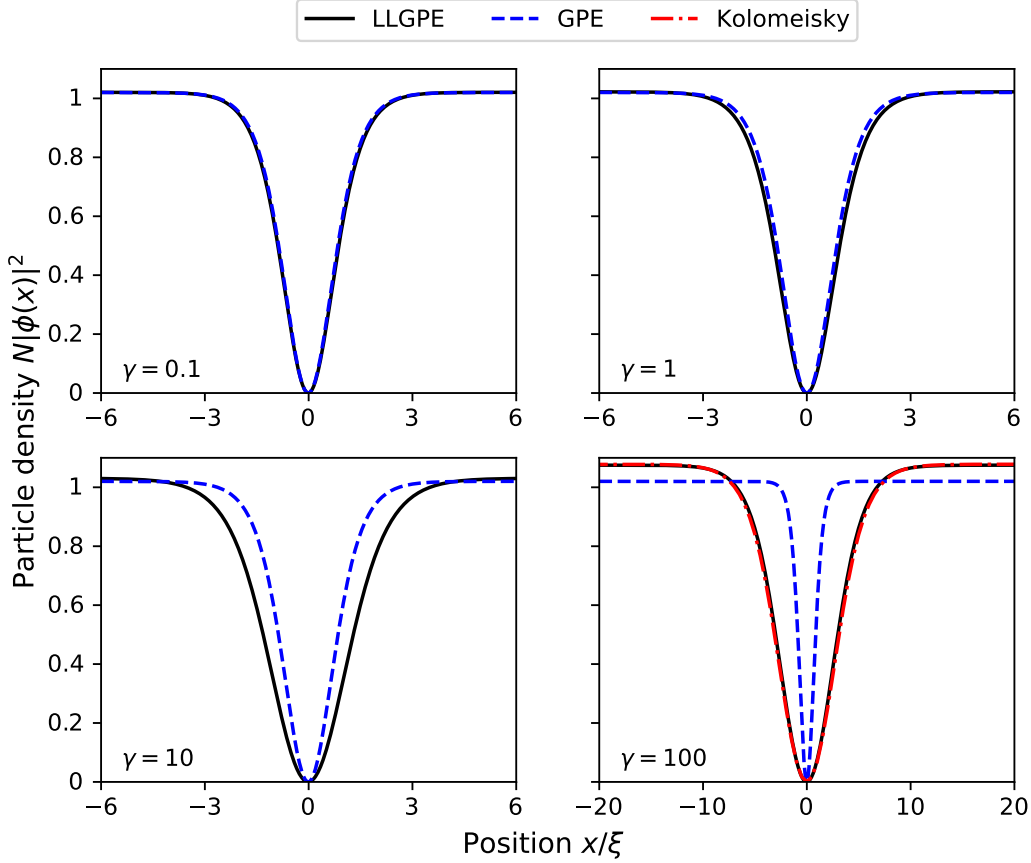 LLGPE GPE Kolomeisky
Particle density N|ϕ(x)|²
1
0.8
0.6
0.4
0.2
0
γ = 0.1
−6 −3 0 3 6
γ = 1
−6 −3 0 3 6
1
0.8
0.6
0.4
0.2
0
γ = 10
−6 −3 0 3 6
γ = 100
−20 −10 0 10 20
Position x/ξ